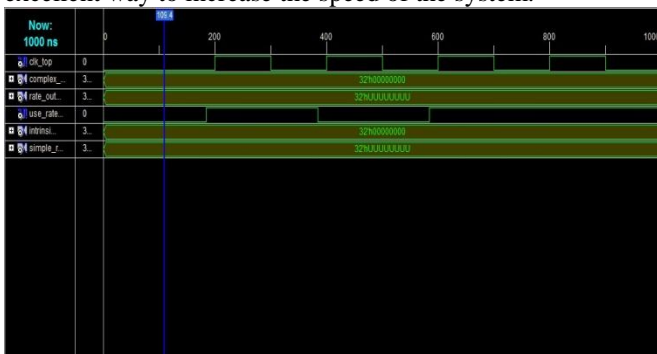 excellent way to increase the speed of the system.
109.4
Now:
1000 ns
0 200 400 600 800 1000
clk_top 0
complex_... 3... 32'h00000000
rate_out... 3... 32'hUUUUUUUU
use_rate... 0
intrinsi... 3... 32'h00000000
simple_r... 3... 32'hUUUUUUUU